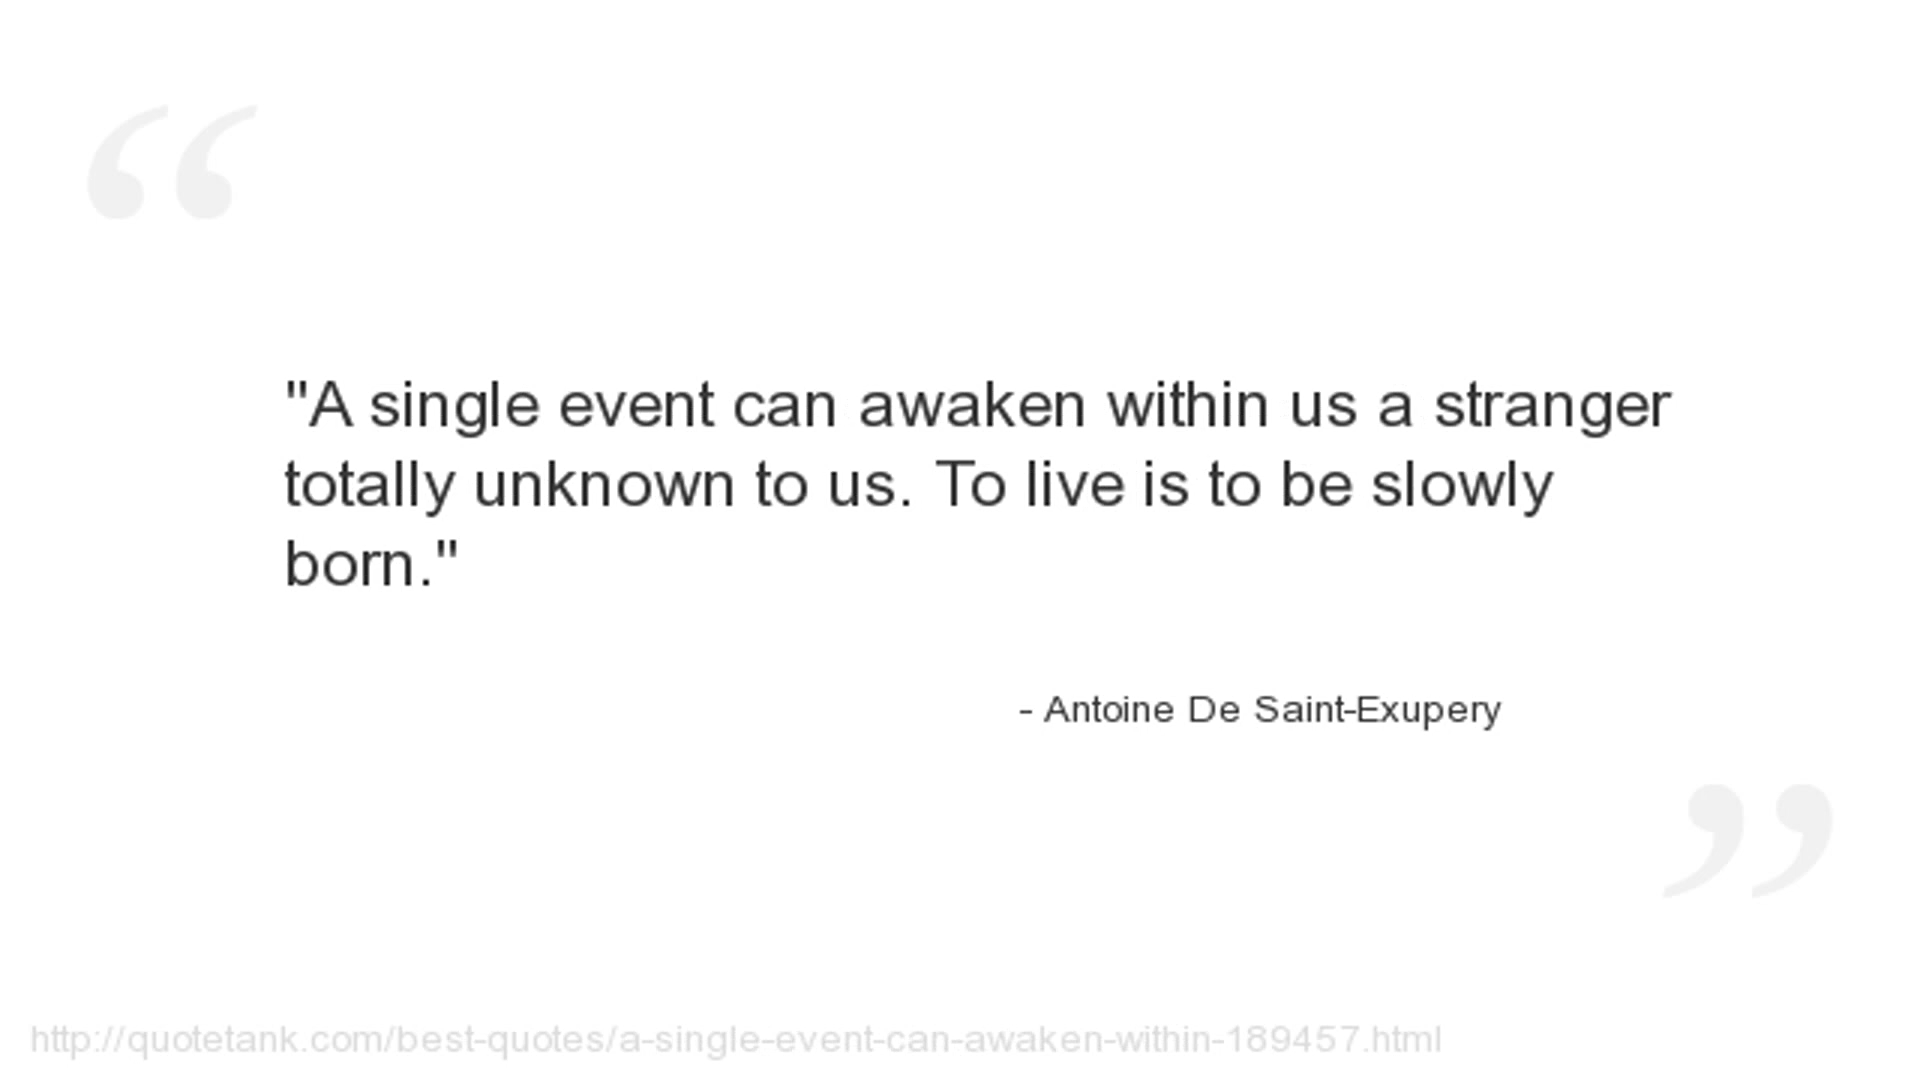 "A single event can awaken within us a stranger
totally unknown to us. To live is to be slowly
born."
- Antoine De Saint-Exupery
http://quotetank.com/best-quotes/a-single-event-can-awaken-within-189457.html